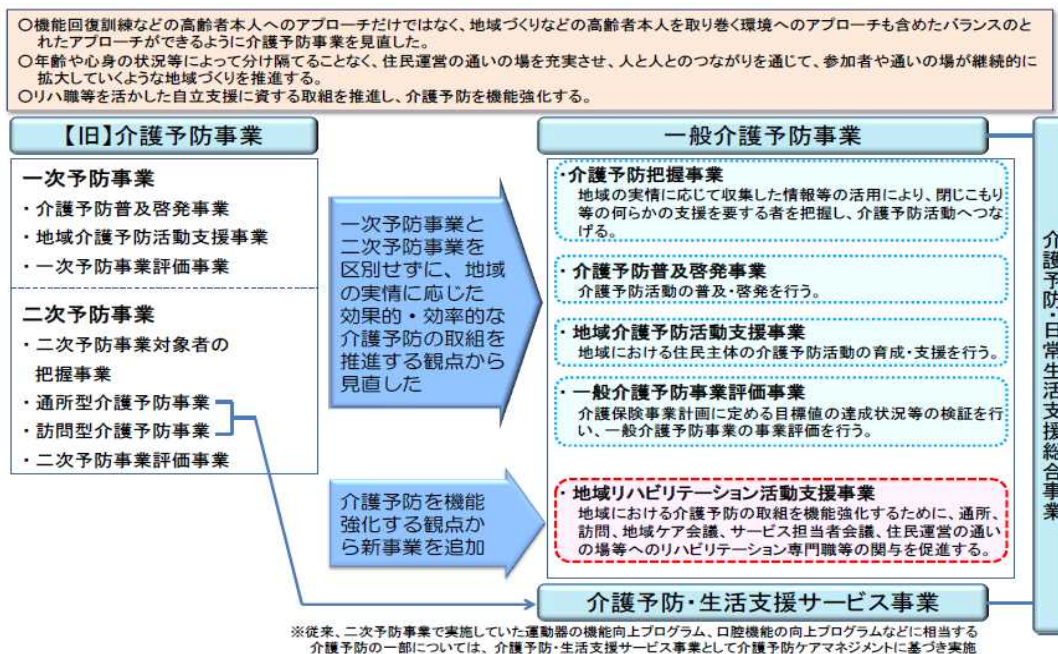 ○機能回復訓練などの高齢者本人へのアプローチだけではなく、地域づくりなどの高齢者本人を取り巻く環境へのアプローチも含めたバランスのと
れたアプローチができるように介護予防事業を見直した。
○年齢や心身の状況等によって分け隔てることなく、住民運営の通いの場を充実させ、人と人とのつながりを通じて、参加者や通いの場が継続的に
拡大していくような地域づくりを推進する。
○リハ職等を活かした自立支援に資する取組を推進し、介護予防を機能強化する。
【旧】介護予防事業
一次予防事業
・介護予防普及啓発事業
・地域介護予防活動支援事業
・一次予防事業評価事業
二次予防事業
・二次予防事業対象者の
把握事業
・通所型介護予防事業
・訪問型介護予防事業
・二次予防事業評価事業
一次予防事業と
二次予防事業を
区別せずに、地域
の実情に応じた
効果的・効率的な
介護予防の取組を
推進する観点から
見直した
介護予防を機能
強化する観点か
ら新事業を追加
一般介護予防事業
・介護予防把握事業
地域の実情に応じて収集した情報等の活用により、閉じこもり
等の何らかの支援を要する者を把握し、介護予防活動へつな
げる。
・介護予防普及啓発事業
介護予防活動の普及・啓発を行う。
・地域介護予防活動支援事業
地域における住民主体の介護予防活動の育成・支援を行う。
・一般介護予防事業評価事業
介護保険事業計画に定める目標値の達成状況等の検証を行
い、一般介護予防事業の事業評価を行う。
・地域リハビリテーション活動支援事業
地域における介護予防の取組を機能強化するために、通所、
訪問、地域ケア会議、サービス担当者会議、住民運営の通い
の場等へのリハビリテーション専門職等の関与を促進する。
介護予防・生活支援サービス事業
介護予防・日常生活支援総合事業
※従来、二次予防事業で実施していた運動器の機能向上プログラム、口腔機能の向上プログラムなどに相当する
介護予防の一部については、介護予防・生活支援サービス事業として介護予防ケアマネジメントに基づき実施